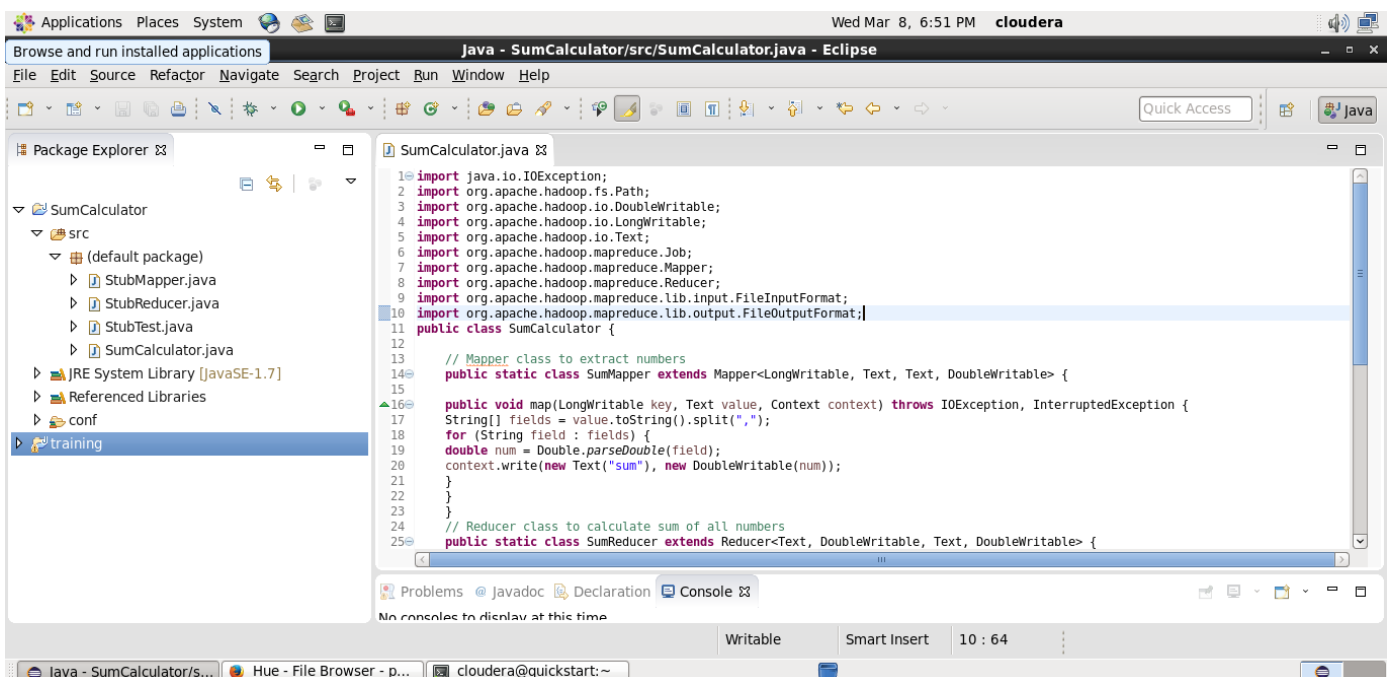 Applications Places System Wed Mar 8, 6:51 PM cloudera
Browse and run installed applications
Java - SumCalculator/src/SumCalculator.java - Eclipse
File Edit Source Refactor Navigate Search Project Run Window Help
Quick Access Java
Package Explorer
SumCalculator
src
(default package)
StubMapper.java
StubReducer.java
StubTest.java
SumCalculator.java
JRE System Library [JavaSE-1.7]
Referenced Libraries
conf
training
SumCalculator.java
1 import java.io.IOException;
2 import org.apache.hadoop.fs.Path;
3 import org.apache.hadoop.io.DoubleWritable;
4 import org.apache.hadoop.io.LongWritable;
5 import org.apache.hadoop.io.Text;
6 import org.apache.hadoop.mapreduce.Job;
7 import org.apache.hadoop.mapreduce.Mapper;
8 import org.apache.hadoop.mapreduce.Reducer;
9 import org.apache.hadoop.mapreduce.lib.input.FileInputFormat;
10 import org.apache.hadoop.mapreduce.lib.output.FileOutputFormat;
11 public class SumCalculator {
12
13 // Mapper class to extract numbers
14 public static class SumMapper extends Mapper<LongWritable, Text, Text, DoubleWritable> {
15
16 public void map(LongWritable key, Text value, Context context) throws IOException, InterruptedException {
17 String[] fields = value.toString().split(",");
18 for (String field : fields) {
19 double num = Double.parseDouble(field);
20 context.write(new Text("sum"), new DoubleWritable(num));
21 }
22 }
23 }
24 // Reducer class to calculate sum of all numbers
25 public static class SumReducer extends Reducer<Text, DoubleWritable, Text, DoubleWritable> {
Problems @ Javadoc Declaration Console
No consoles to display at this time.
Writable Smart Insert 10 : 64
Java - SumCalculator/s... Hue - File Browser - p... cloudera@quickstart:~